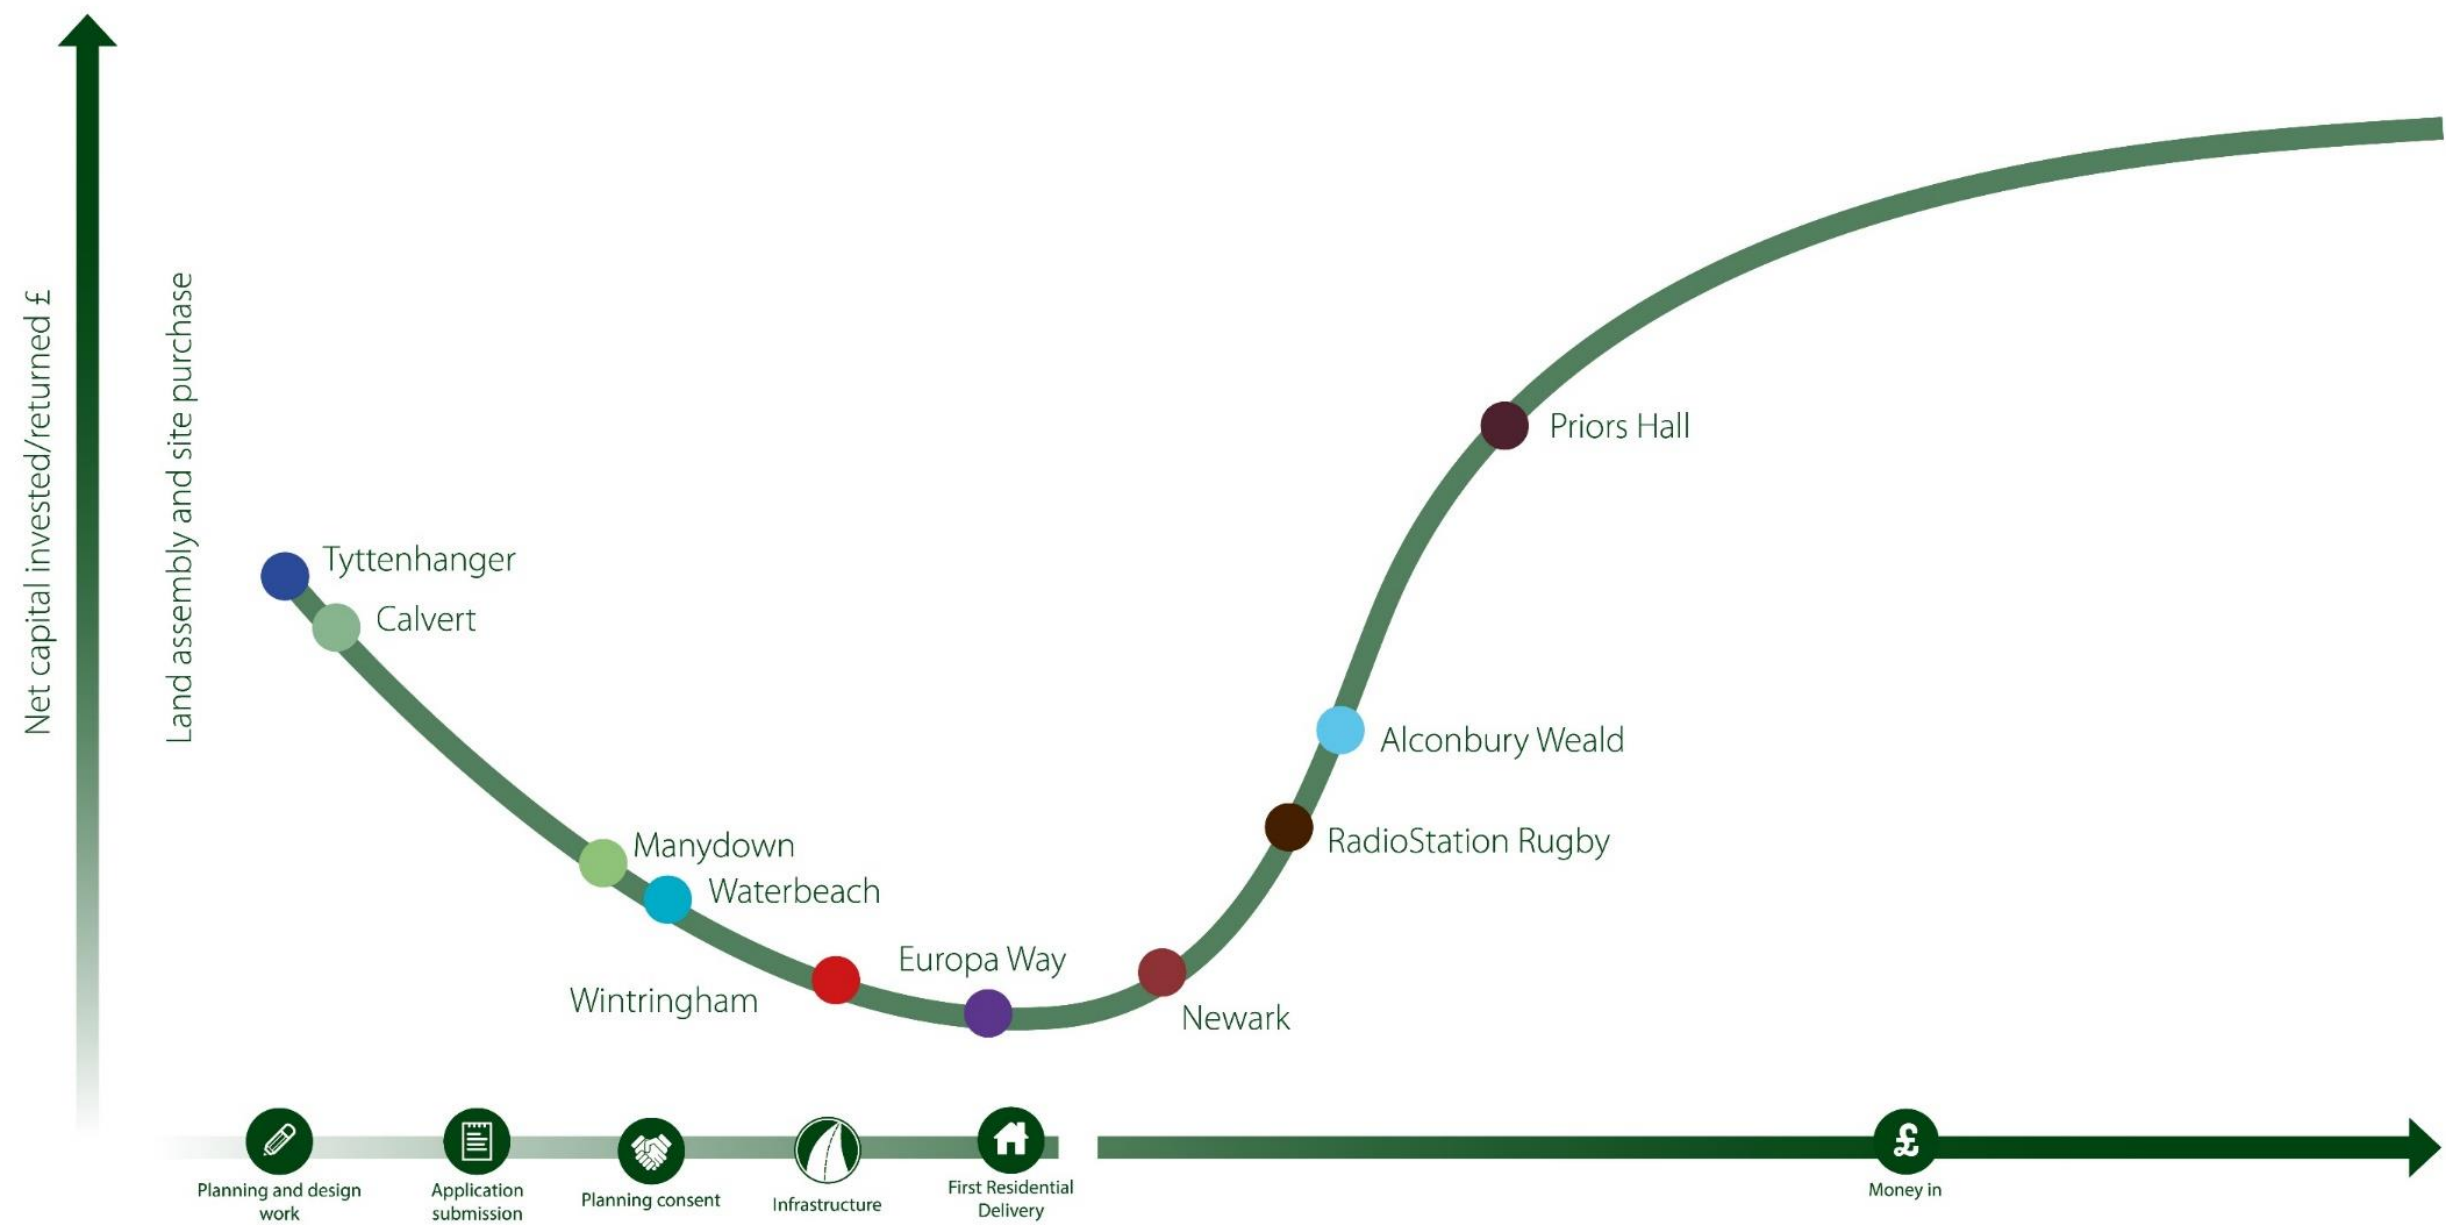 Net capital invested/returned £
Land assembly and site purchase
Tyttenhanger
Calvert
Manydown
Waterbeach
Wintringham
Europa Way
Newark
RadioStation Rugby
Alconbury Weald
Priors Hall
Planning and design
work
Application
submission
Planning consent
Infrastructure
First Residential
Delivery
£
Money in